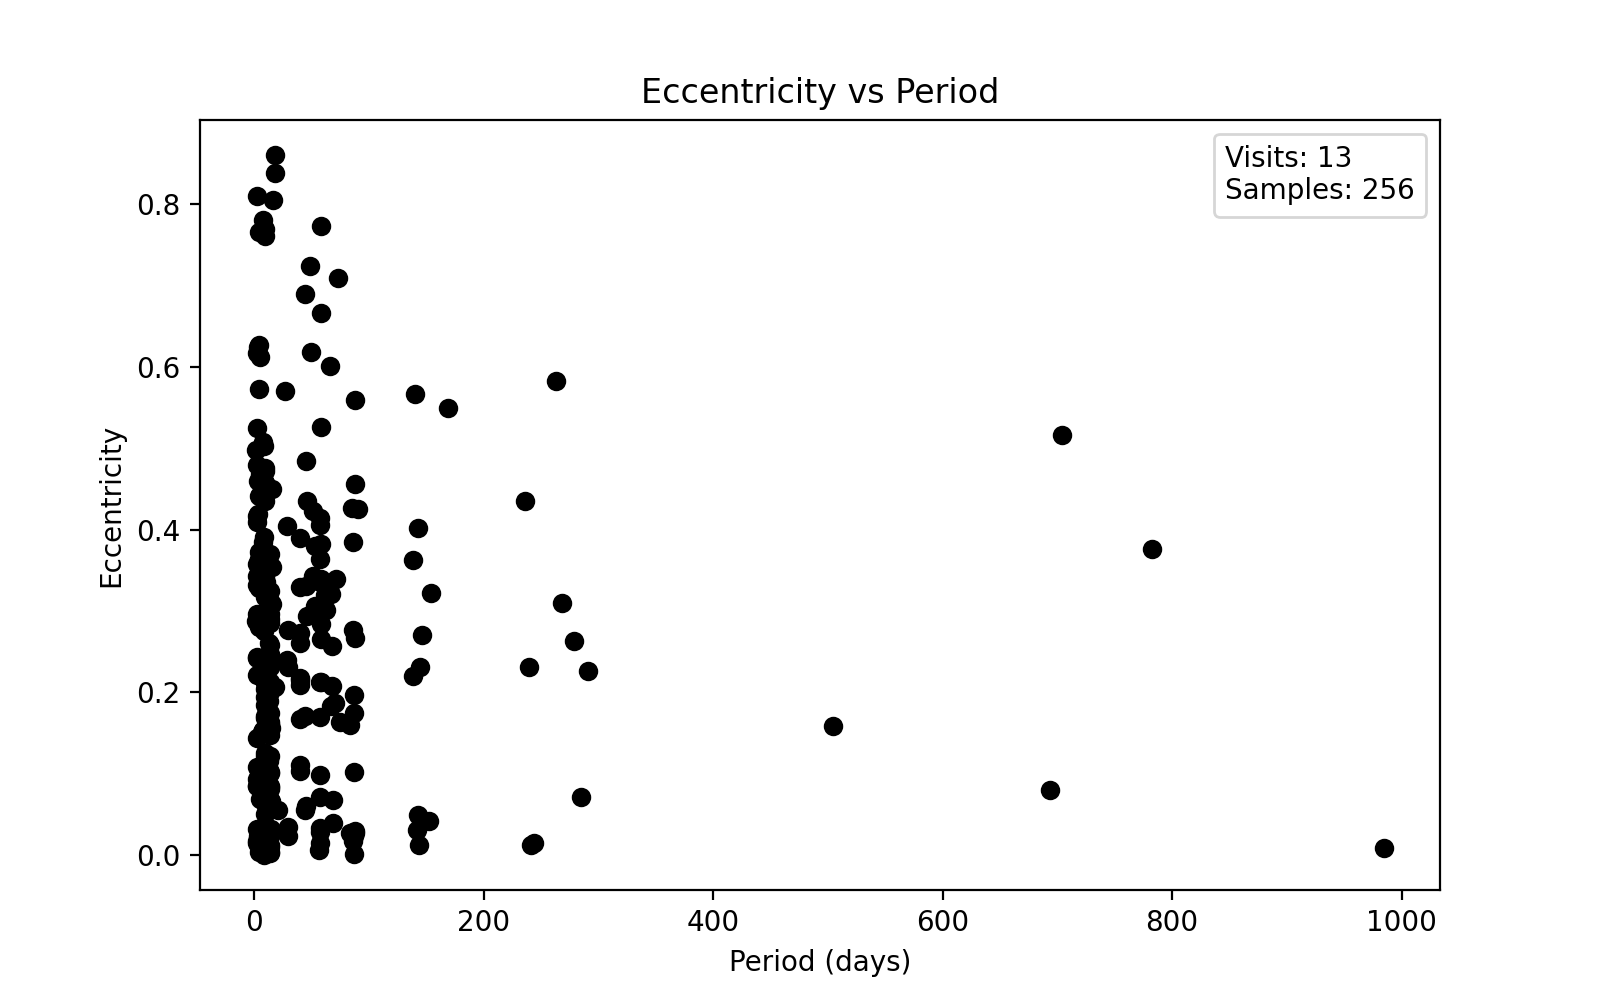 Eccentricity vs Period
Visits: 13
Samples: 256
Eccentricity
0.8
0.6
0.4
0.2
0.0
0 200 400 600 800 1000
Period (days)